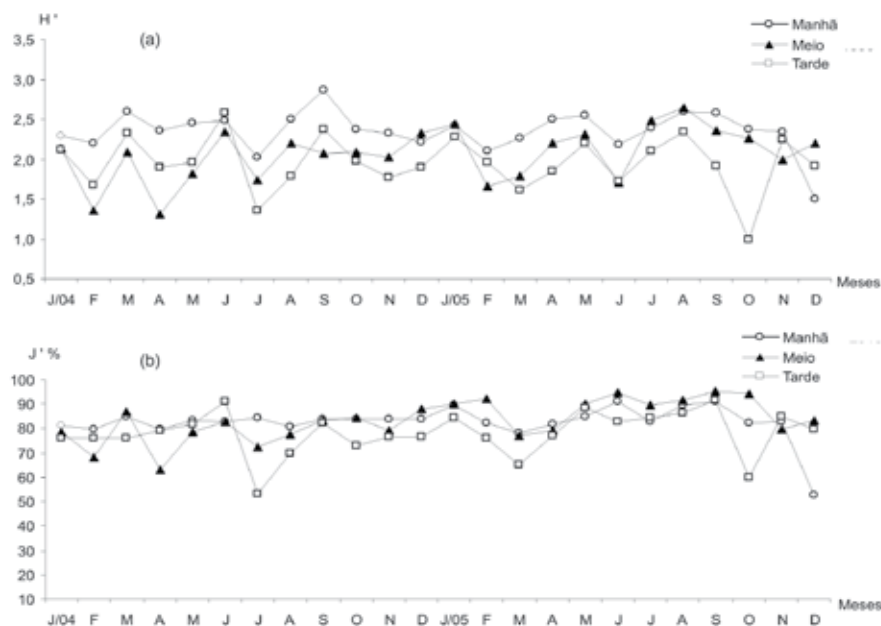 H'
(a)
Manhã
Meio
Tarde
3,5
3,0
2,5
2,0
1,5
1,0
0,5
Meses
J/04 F M A M J J A S O N D J/05 F M A M J J A S O N D
J' %
(b)
Manhã
Meio
Tarde
100
90
80
70
60
50
40
30
20
10
Meses
J/04 F M A M J J A S O N D J/05 F M A M J J A S O N D